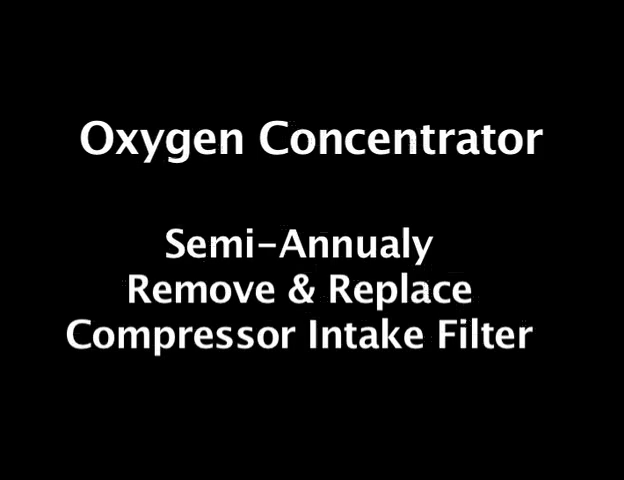 Oxygen Concentrator
Semi-Annualy
Remove & Replace
Compressor Intake Filter